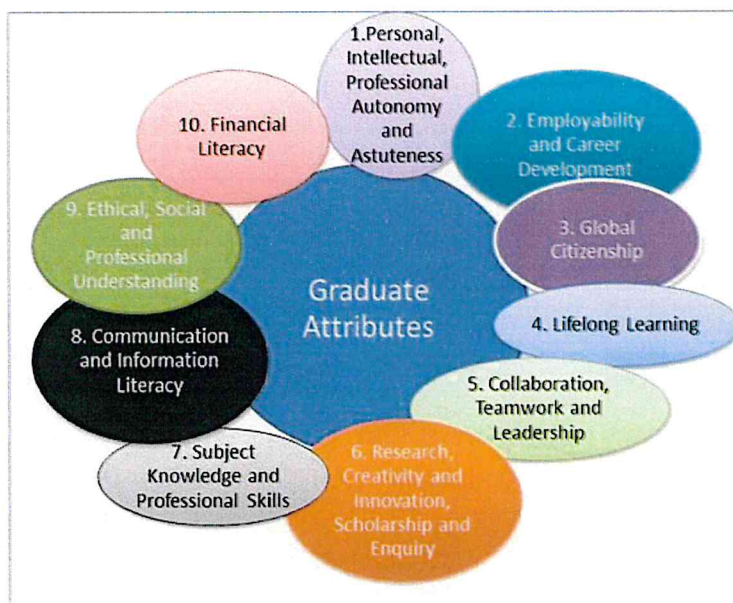 1.Personal,
Intellectual,
Professional
Autonomy
and
Astuteness
2. Employability
and Career
Development
3. Global
Citizenship
4. Lifelong Learning
5. Collaboration,
Teamwork and
Leadership
6. Research,
Creativity and
Innovation,
Scholarship and
Enquiry
7. Subject
Knowledge and
Professional Skills
8. Communication
and Information
Literacy
9. Ethical, Social
and
Professional
Understanding
10. Financial
Literacy
Graduate
Attributes